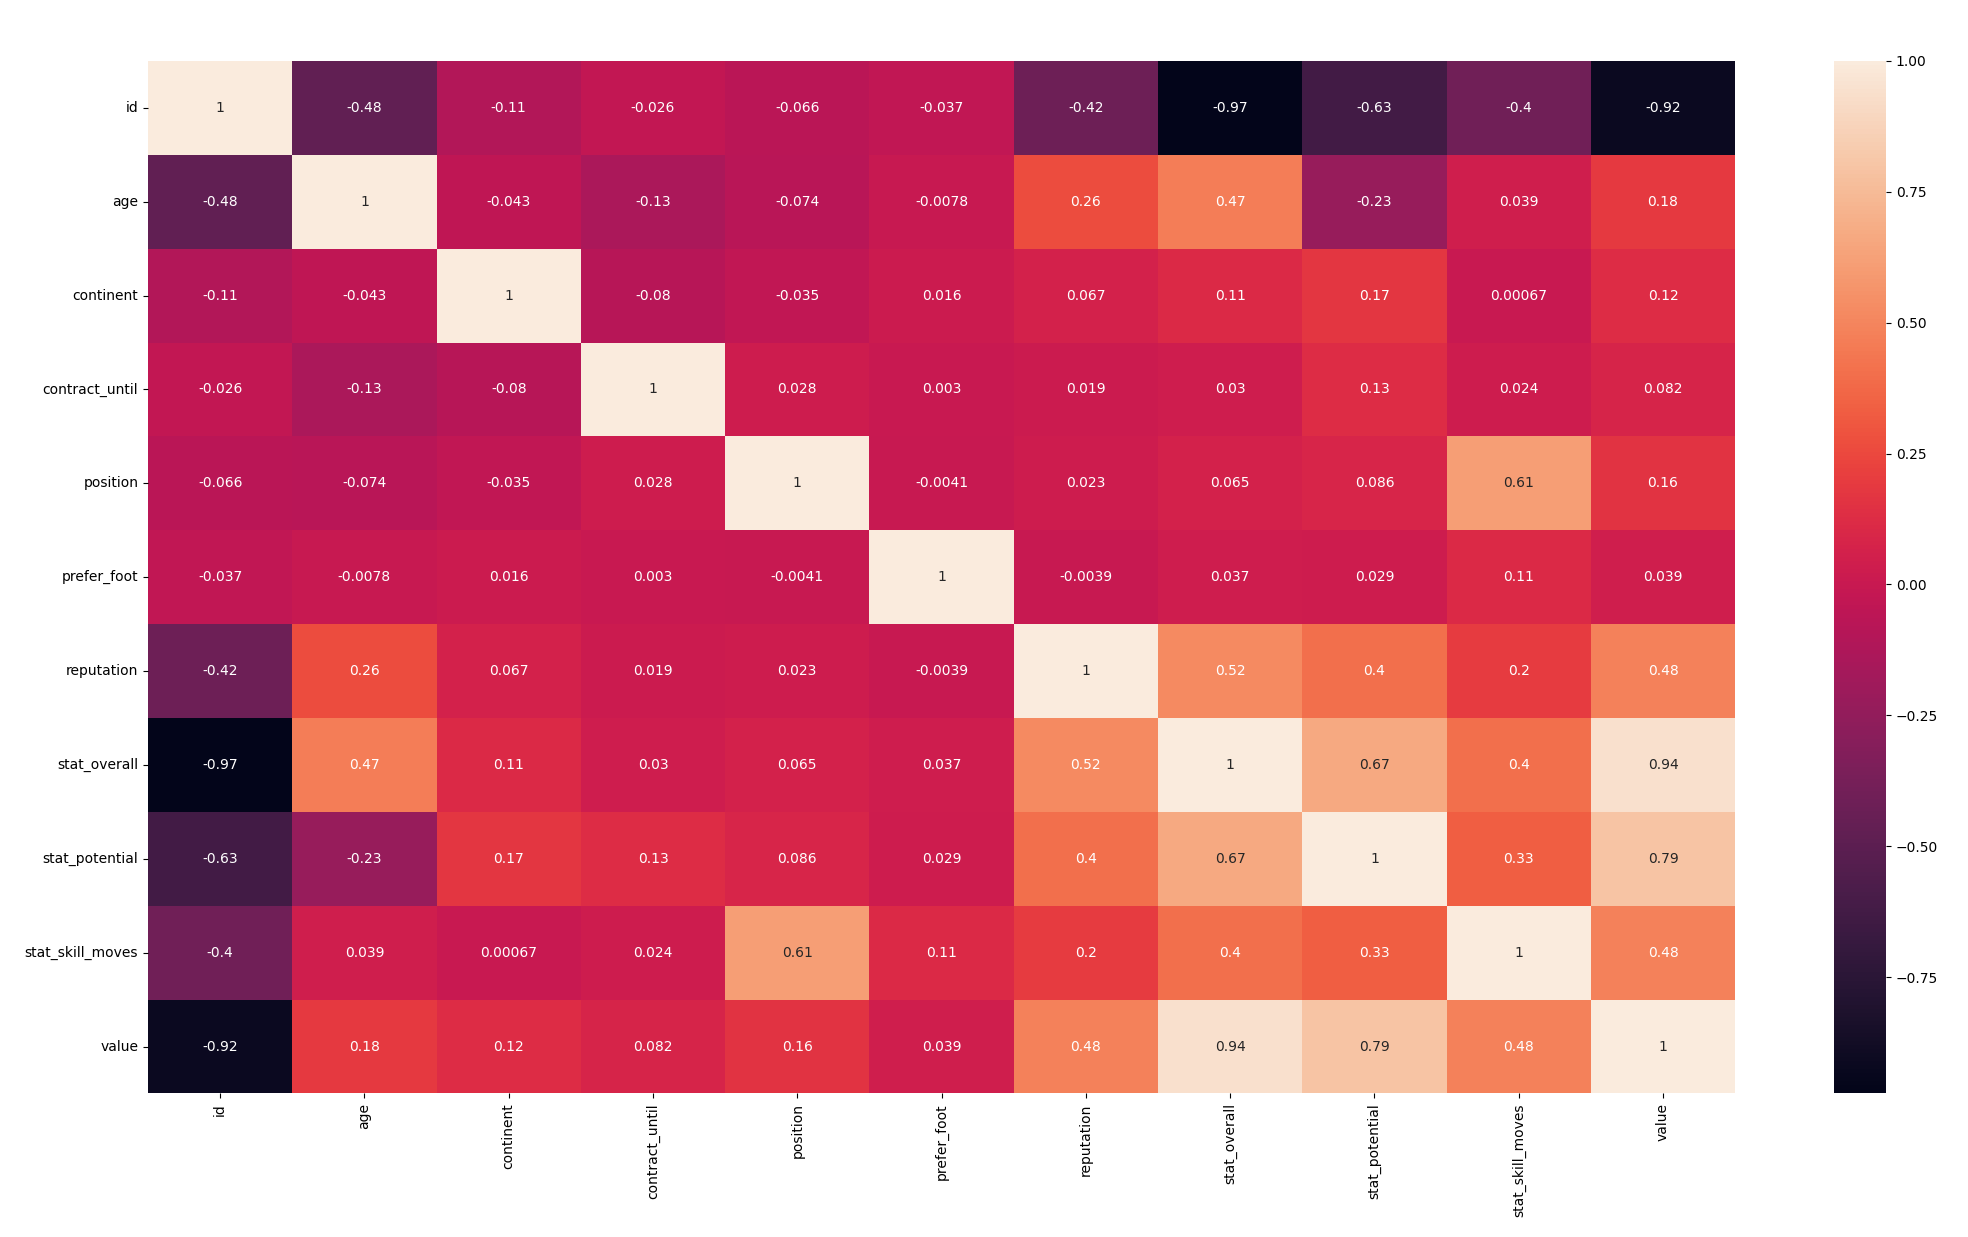 id 1 -0.48 -0.11 -0.026 -0.066 -0.037 -0.42 -0.97 -0.63 -0.4 -0.92
age -0.48 1 -0.043 -0.13 -0.074 -0.0078 0.26 0.47 -0.23 0.039 0.18
continent -0.11 -0.043 1 -0.08 -0.035 0.016 0.067 0.11 0.17 0.00067 0.12
contract_until -0.026 -0.13 -0.08 1 0.028 0.003 0.019 0.03 0.13 0.024 0.082
position -0.066 -0.074 -0.035 0.028 1 -0.0041 0.023 0.065 0.086 0.61 0.16
prefer_foot -0.037 -0.0078 0.016 0.003 -0.0041 1 -0.0039 0.037 0.029 0.11 0.039
reputation -0.42 0.26 0.067 0.019 0.023 -0.0039 1 0.52 0.4 0.2 0.48
stat_overall -0.97 0.47 0.11 0.03 0.065 0.037 0.52 1 0.67 0.4 0.94
stat_potential -0.63 -0.23 0.17 0.13 0.086 0.029 0.4 0.67 1 0.33 0.79
stat_skill_moves -0.4 0.039 0.00067 0.024 0.61 0.11 0.2 0.4 0.33 1 0.48
value -0.92 0.18 0.12 0.082 0.16 0.039 0.48 0.94 0.79 0.48 1
id age continent contract_until position prefer_foot reputation stat_overall stat_potential stat_skill_moves value
1.00
0.75
0.50
0.25
0.00
−0.25
−0.50
−0.75